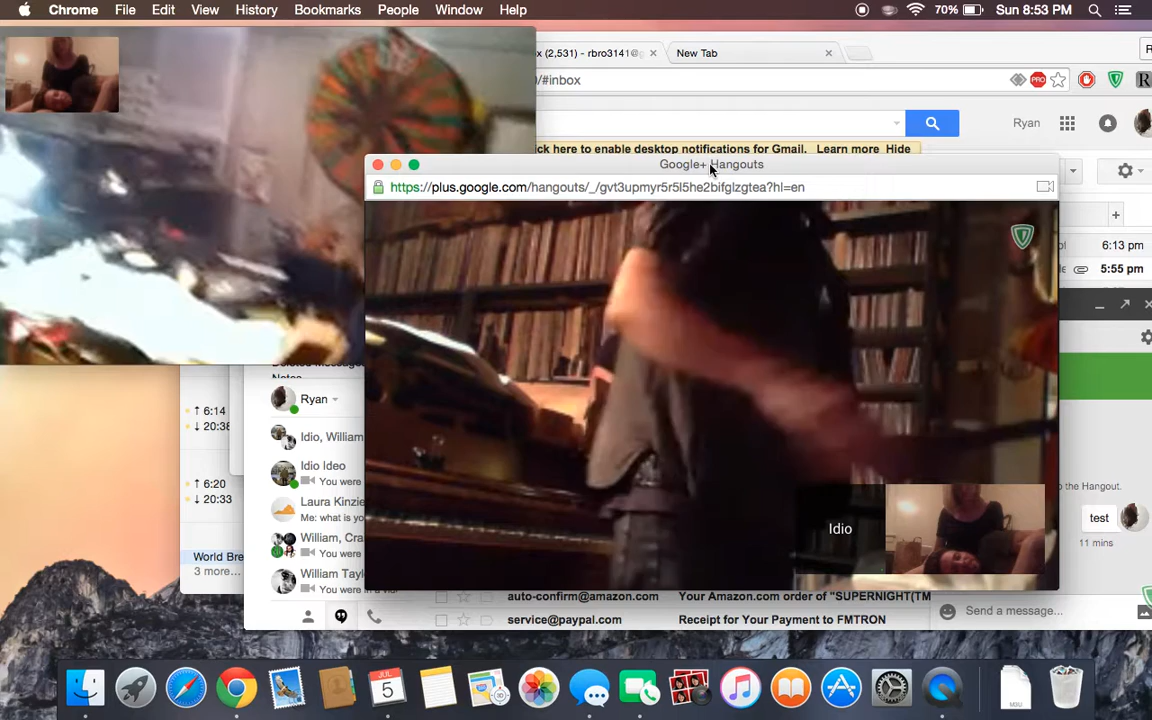 Chrome File Edit View History Bookmarks People Window Help 70% Sun 8:53 PM
x (2,531) - rbro3141@ New Tab
/#inbox PRO
Ryan
ck here to enable desktop notifications for Gmail. Learn more Hide
Google+ Hangouts
https://plus.google.com/hangouts/_/gvt3upmyr5r5l5he2bifglzgtea?hl=en
6:13 pm
5:55 pm
Ryan
↑ 6:14
↓ 20:38
Idio, William
Idio Ideo
You were
↑ 6:20
↓ 20:33
Laura Kinzie
Me: what is yo
William, Cra
You were
World Bre
3 more...
William Tayl
You were in a vi
Idio
the Hangout.
test
11 mins
auto-confirm@amazon.com Your Amazon.com order of "SUPERNIGHT(TM
service@paypal.com Receipt for Your Payment to FMTRON
Send a message...
JUL
5